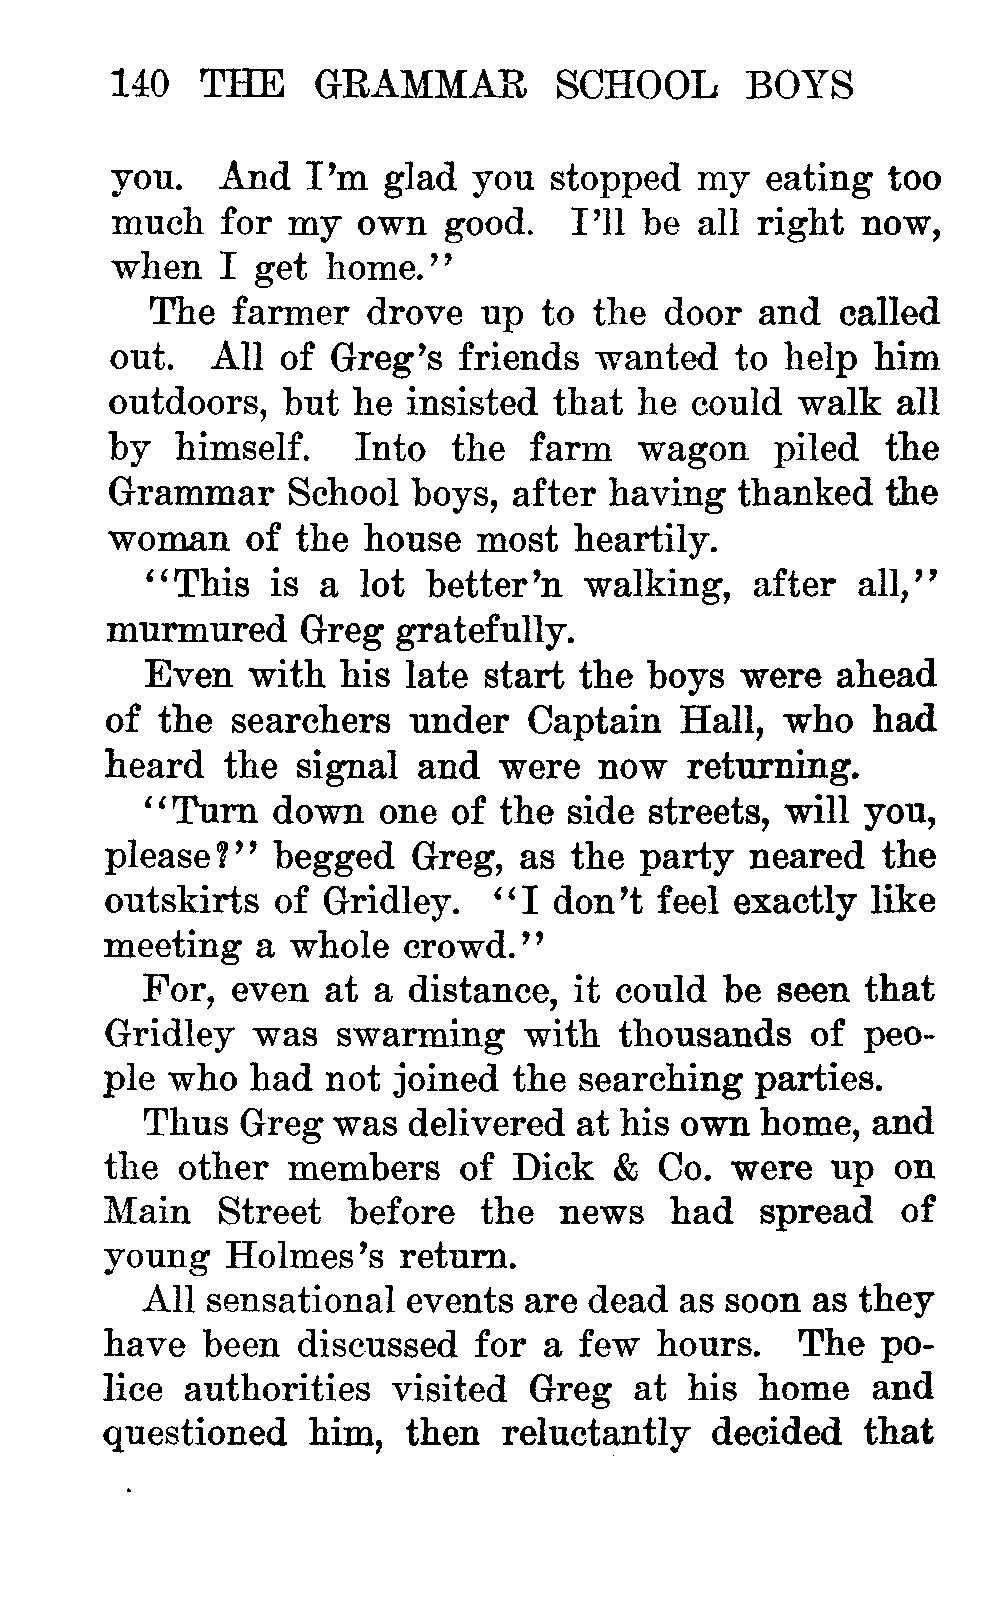 140 THE GRAMMAR SCHOOL BOYS
you. And I'm glad you stopped my eating too
much for my own good. I'll be all right now,
when I get home.''
The farmer drove up to the door and called
out. All of Greg's friends wanted to help him
outdoors, but he insisted that he could walk all
by himself. Into the farm wagon piled the
Grammar School boys, after having thanked the
woman of the house most heartily.
"This is a lot better'n walking, after all,"
murmured Greg gratefully.
Even with his late start the boys were ahead
of the searchers under Captain Hall, who had
heard the signal and were now returning.
"Turn down one of the side streets, will you,
please?" begged Greg, as the party neared the
outskirts of Gridley. "I don't feel exactly like
meeting a whole crowd."
For, even at a distance, it could be seen that
Gridley was swarming with thousands of peo-
ple who had not joined the searching parties.
Thus Greg was delivered at his own home, and
the other members of Dick & Co. were up on
Main Street before the news had spread of
young Holmes's return.
All sensational events are dead as soon as they
have been discussed for a few hours. The po-
lice authorities visited Greg at his home and
questioned him, then reluctantly decided that